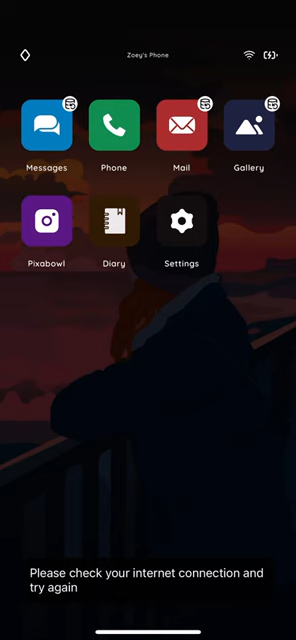 Zoey's Phone
Messages
Phone
Mail
Gallery
Pixabowl
Diary
Settings
Please check your internet connection and
try again